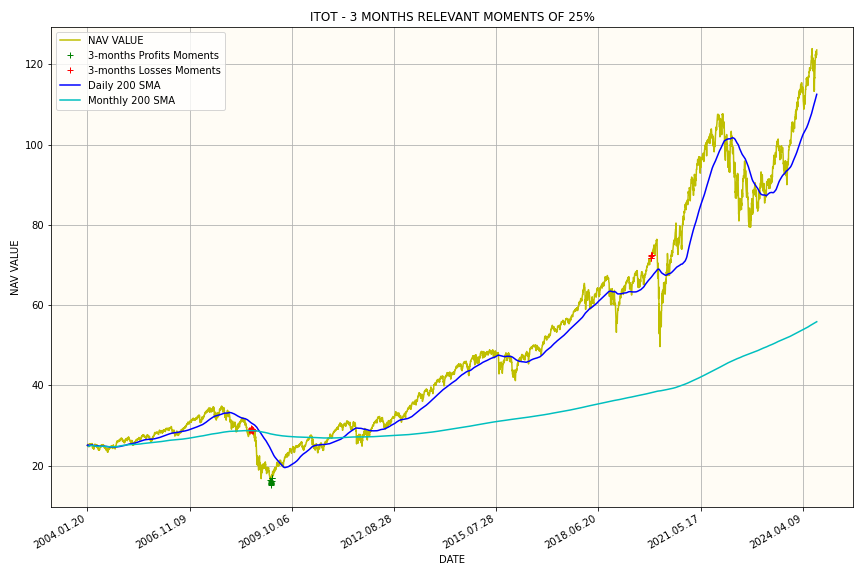 ITOT - 3 MONTHS RELEVANT MOMENTS OF 25%
NAV VALUE
3-months Profits Moments
3-months Losses Moments
Daily 200 SMA
Monthly 200 SMA
120
100
80
60
40
20
NAV VALUE
2004.01.20
2006.11.09
2009.10.06
2012.08.28
2015.07.28
2018.06.20
2021.05.17
2024.04.09
DATE